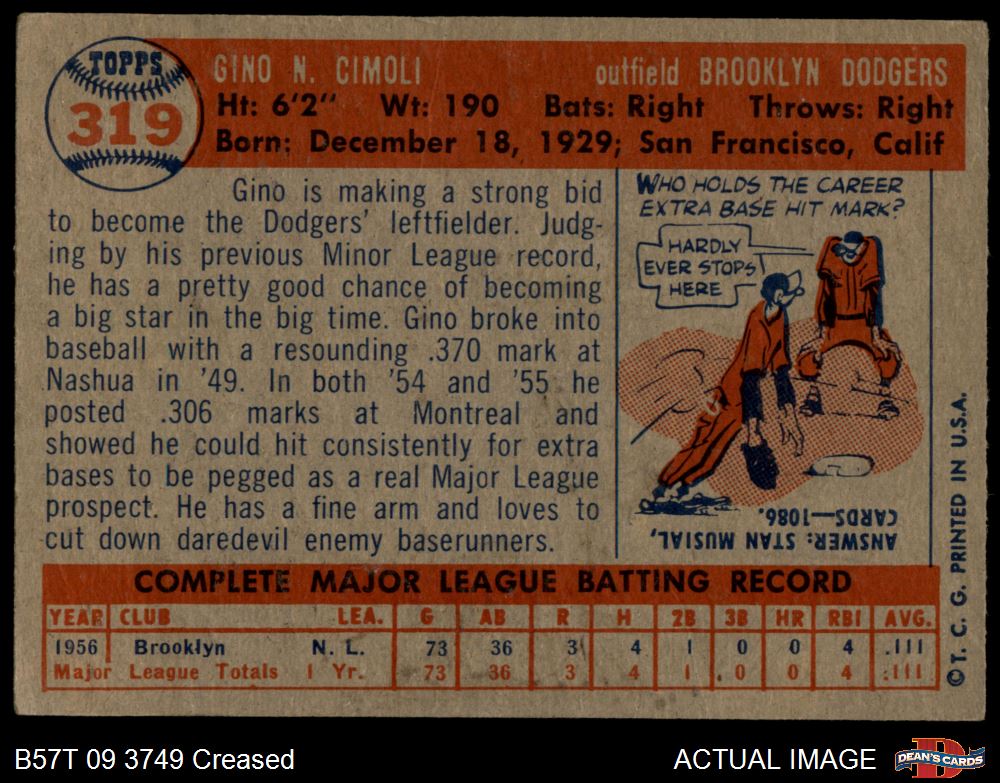 TOPPS
319
GINO N. CIMOLI outfield BROOKLYN DODGERS
Ht: 6'2" Wt: 190 Bats: Right Throws: Right
Born: December 18, 1929; San Francisco, Calif
Gino is making a strong bid
to become the Dodgers' leftfielder. Judg-
ing by his previous Minor League record,
he has a pretty good chance of becoming
a big star in the big time. Gino broke into
baseball with a resounding .370 mark at
Nashua in '49. In both '54 and '55 he
posted .306 marks at Montreal and
showed he could hit consistently for extra
bases to be pegged as a real Major League
prospect. He has a fine arm and loves to
cut down daredevil enemy baserunners.
WHO HOLDS THE CAREER
EXTRA BASE HIT MARK?
HARDLY
EVER STOPS
HERE
ANSWER: STAN MUSIAL,
CARDS—1086.
© T. C. G. PRINTED IN U.S.A.
COMPLETE MAJOR LEAGUE BATTING RECORD
YEAR CLUB LEA. G AB R H 2B 3B HR RBI AVG.
1956 Brooklyn N. L. 73 36 3 4 1 0 0 4 .111
Major League Totals 1 Yr. 73 36 3 4 1 0 0 4 .111
B57T 09 3749 Creased
ACTUAL IMAGE
D
DEAN'S CARDS